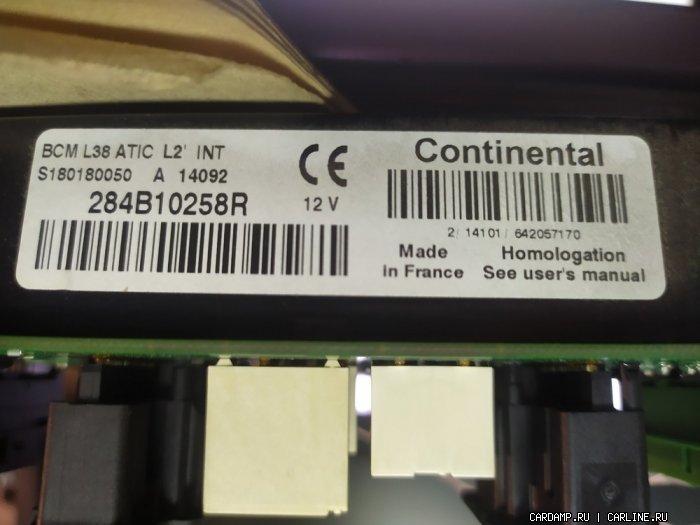 BCM L38 ATIC L2' INT
S180180050 A 14092
284B10258R
12 V
Continental
2/ 14101/ 642057170
Made
in France
Homologation
See user's manual
CARDAMP.RU | CARLINE.RU